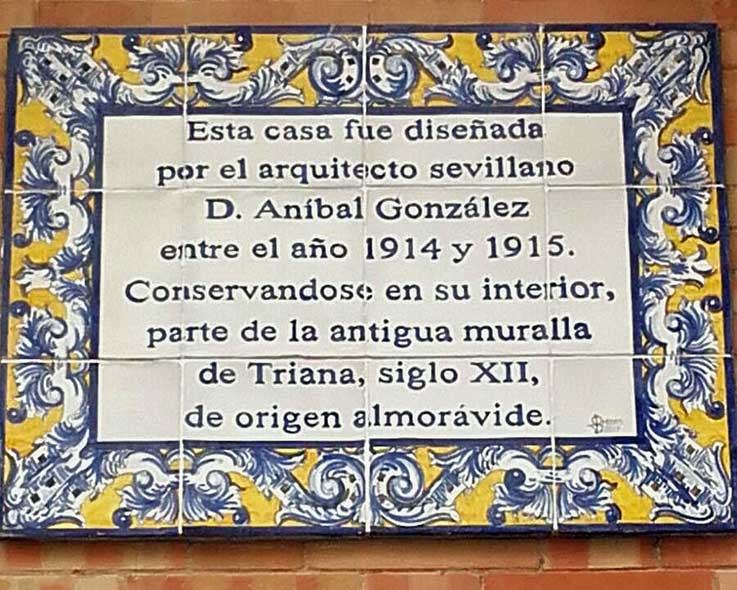 Esta casa fue diseñada
por el arquitecto sevillano
D. Aníbal González
entre el año 1914 y 1915.
Conservandose en su interior,
parte de la antigua muralla
de Triana, siglo XII,
de origen almorávide.